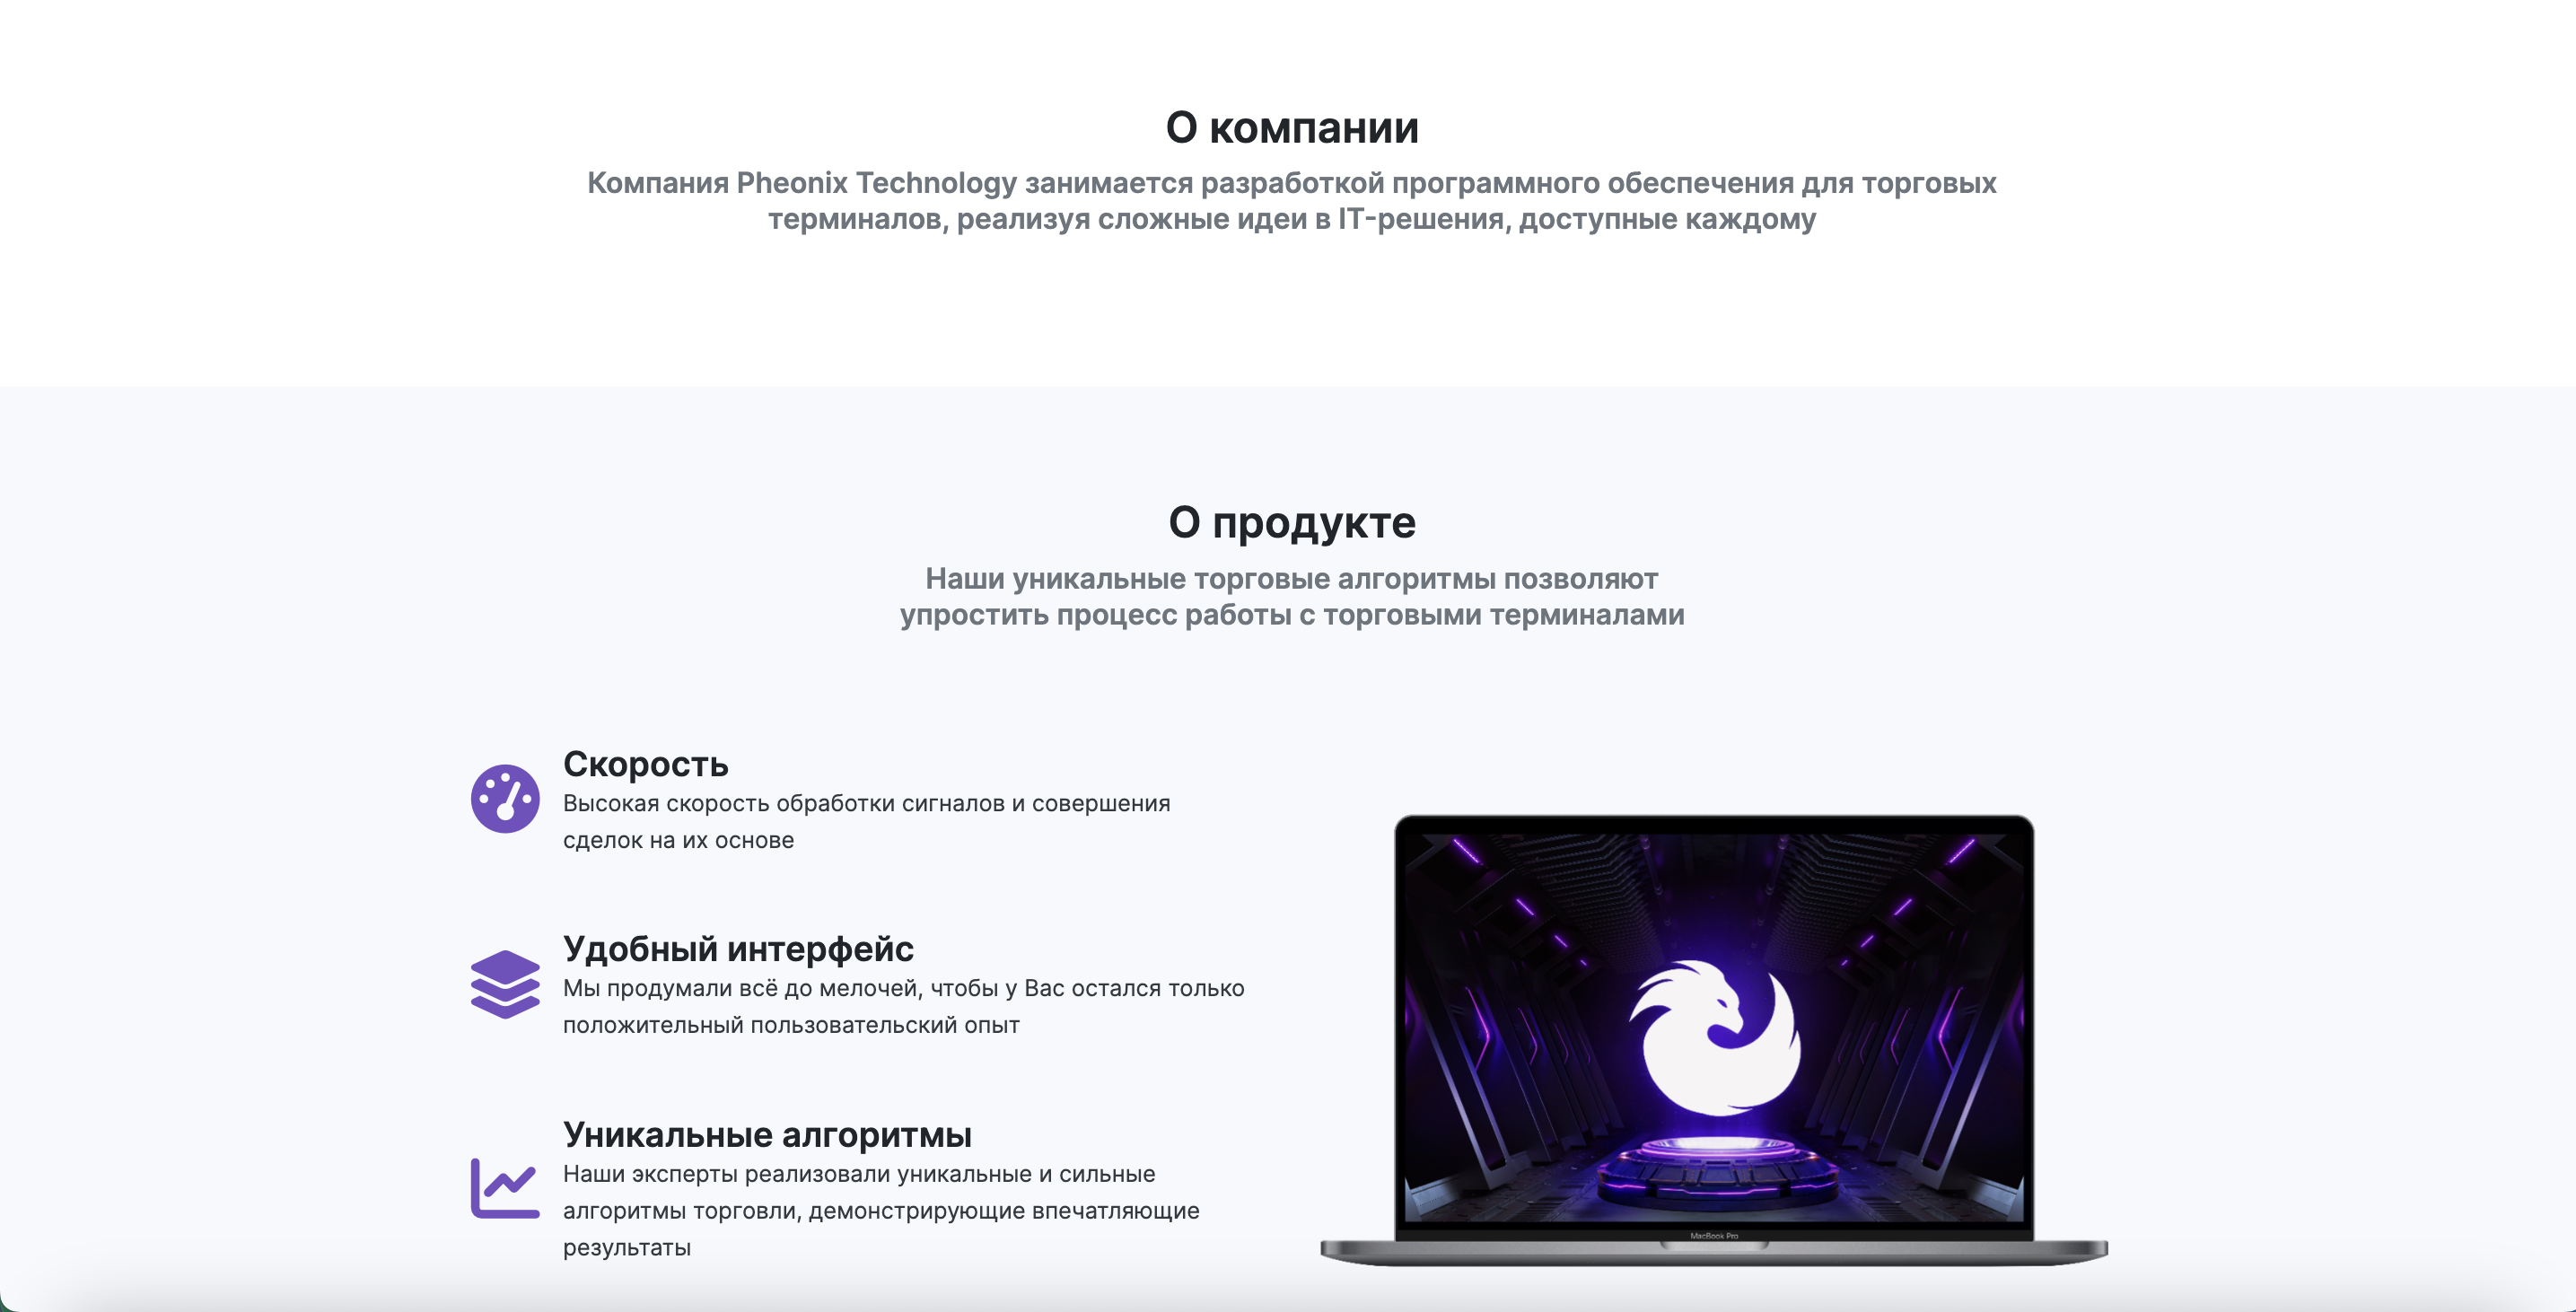 О компании
Компания Pheonix Technology занимается разработкой программного обеспечения для торговых
терминалов, реализуя сложные идеи в IT-решения, доступные каждому
О продукте
Наши уникальные торговые алгоритмы позволяют
упростить процесс работы с торговыми терминалами
Скорость
Высокая скорость обработки сигналов и совершения
сделок на их основе
Удобный интерфейс
Мы продумали всё до мелочей, чтобы у Вас остался только
положительный пользовательский опыт
Уникальные алгоритмы
Наши эксперты реализовали уникальные и сильные
алгоритмы торговли, демонстрирующие впечатляющие
результаты
MacBook Pro